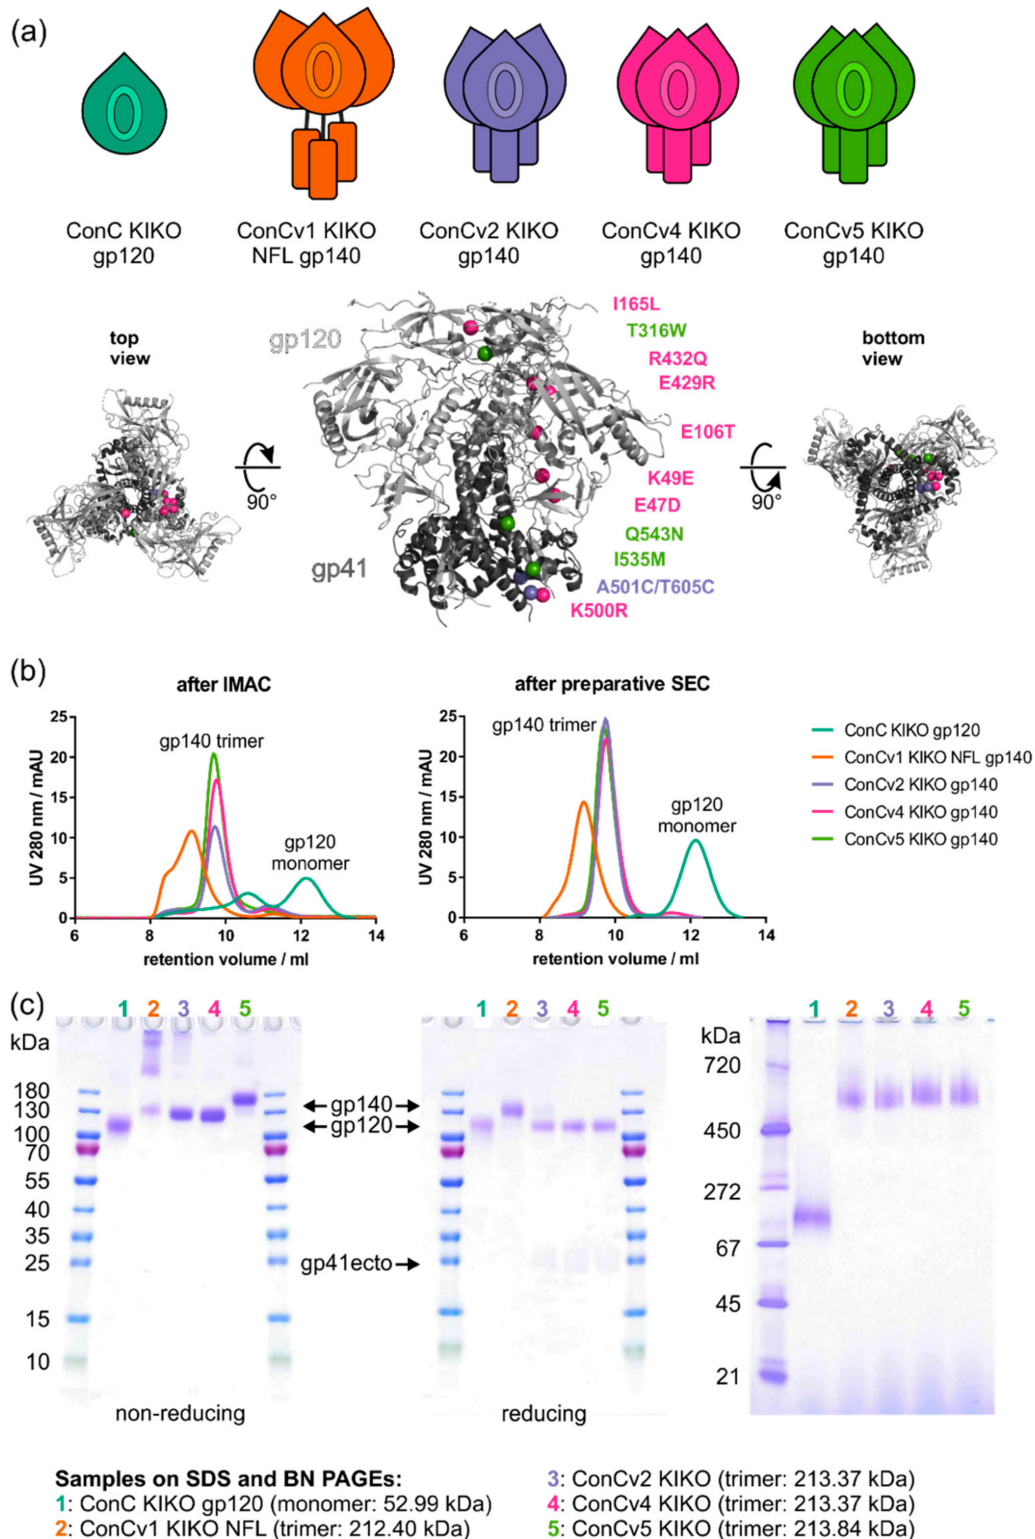 (a)
ConC KIKO
gp120
ConCv1 KIKO
NFL gp140
ConCv2 KIKO
gp140
ConCv4 KIKO
gp140
ConCv5 KIKO
gp140
top
view
90°
gp120
gp41
I165L
T316W
R432Q
E429R
E106T
K49E
E47D
Q543N
I535M
A501C/T605C
K500R
bottom
view
90°
(b)
after IMAC
UV 280 nm / mAU
25
20
15
10
5
0
gp140 trimer
gp120
monomer
6
8
10
12
14
retention volume / ml
after preparative SEC
UV 280 nm / mAU
25
20
15
10
5
0
gp140 trimer
gp120
monomer
6
8
10
12
14
retention volume / ml
ConC KIKO gp120
ConCv1 KIKO NFL gp140
ConCv2 KIKO gp140
ConCv4 KIKO gp140
ConCv5 KIKO gp140
(c)
1 2 3 4 5
kDa
180
130
100
70
55
40
35
25
15
10
non-reducing
gp140
gp120
gp41ecto
1 2 3 4 5
reducing
1 2 3 4 5
kDa
720
450
272
67
45
21
Samples on SDS and BN PAGEs:
1: ConC KIKO gp120 (monomer: 52.99 kDa)
2: ConCv1 KIKO NFL (trimer: 212.40 kDa)
3: ConCv2 KIKO (trimer: 213.37 kDa)
4: ConCv4 KIKO (trimer: 213.37 kDa)
5: ConCv5 KIKO (trimer: 213.84 kDa)